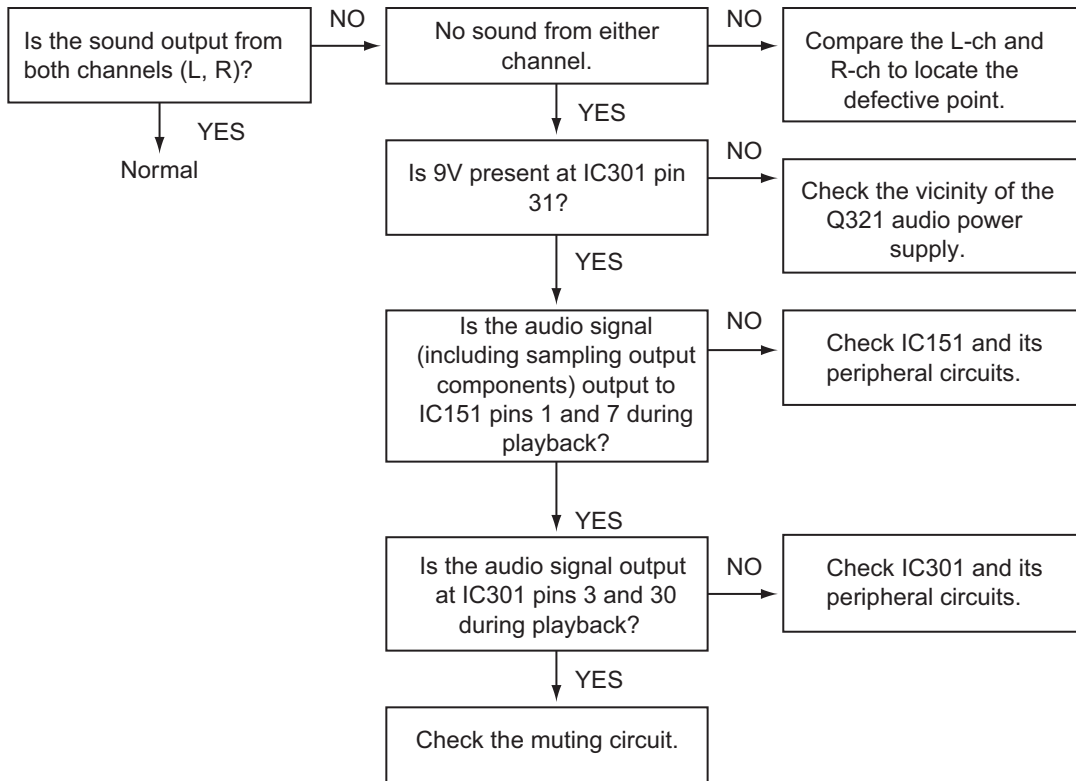 Is the sound output from
both channels (L, R)?
NO
No sound from either
channel.
NO
Compare the L-ch and
R-ch to locate the
defective point.
YES
Normal
YES
Is 9V present at IC301 pin
31?
NO
Check the vicinity of the
Q321 audio power
supply.
YES
Is the audio signal
(including sampling output
components) output to
IC151 pins 1 and 7 during
playback?
NO
Check IC151 and its
peripheral circuits.
YES
Is the audio signal output
at IC301 pins 3 and 30
during playback?
NO
Check IC301 and its
peripheral circuits.
YES
Check the muting circuit.